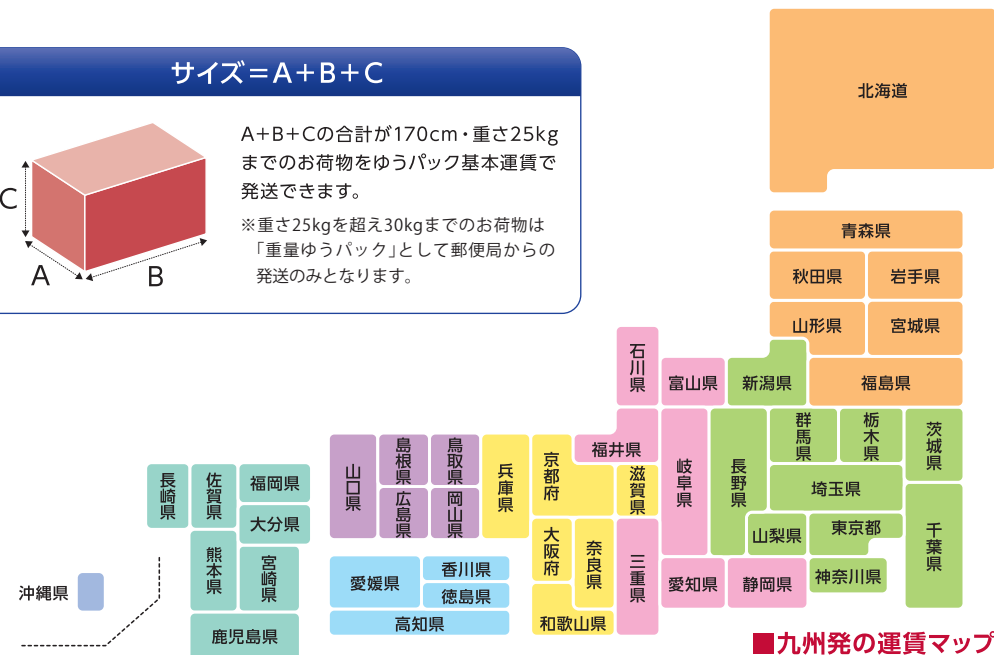 サイズ＝A＋B＋C
A＋B＋Cの合計が170cm・重さ25kg
までのお荷物をゆうパック基本運賃で
発送できます。
※重さ25kgを超え30kgまでのお荷物は
「重量ゆうパック」として郵便局からの
発送のみとなります。
C
A
B
北海道
青森県
秋田県
岩手県
山形県
宮城県
福島県
石川県
富山県
新潟県
福井県
岐阜県
長野県
群馬県
栃木県
茨城県
埼玉県
山梨県
東京都
千葉県
神奈川県
静岡県
愛知県
三重県
滋賀県
京都府
兵庫県
大阪府
奈良県
和歌山県
鳥取県
島根県
岡山県
広島県
山口県
香川県
徳島県
愛媛県
高知県
福岡県
佐賀県
長崎県
大分県
熊本県
宮崎県
鹿児島県
沖縄県
■九州発の運賃マップ